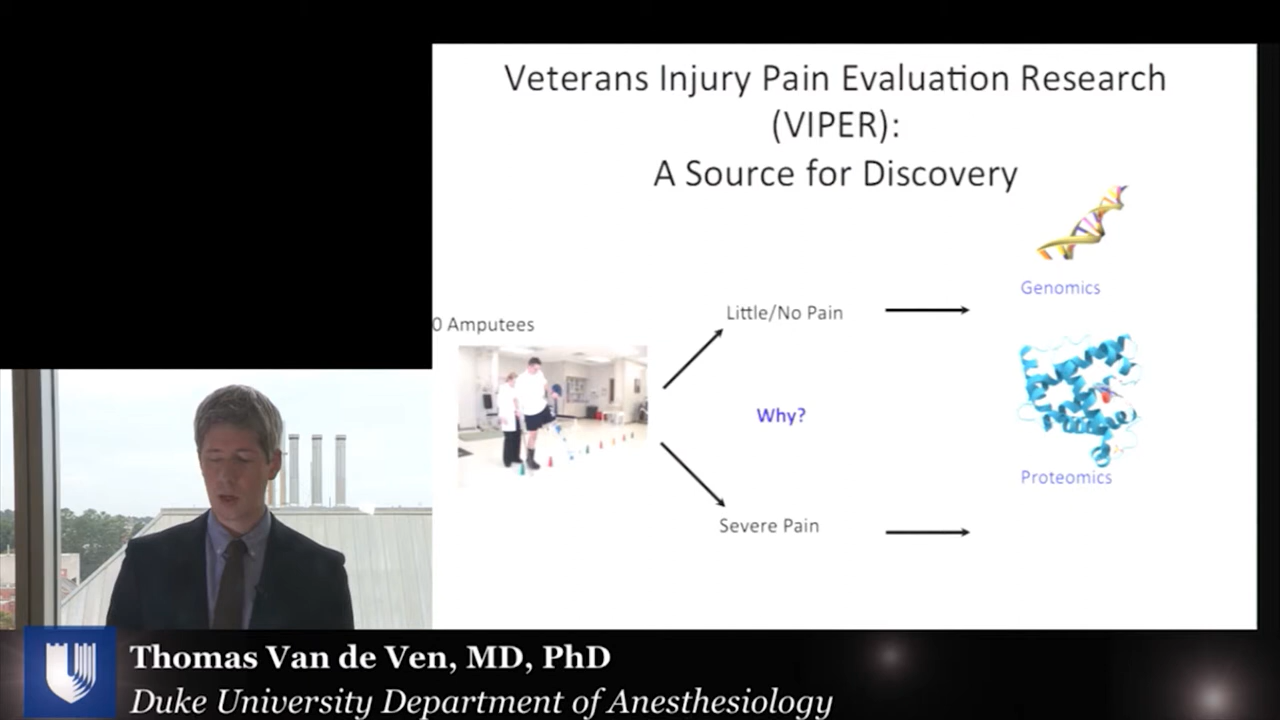 Veterans Injury Pain Evaluation Research
(VIPER):
A Source for Discovery
Genomics
Little/No Pain
0 Amputees
Why?
Proteomics
Severe Pain
Thomas Van de Ven, MD, PhD
Duke University Department of Anesthesiology